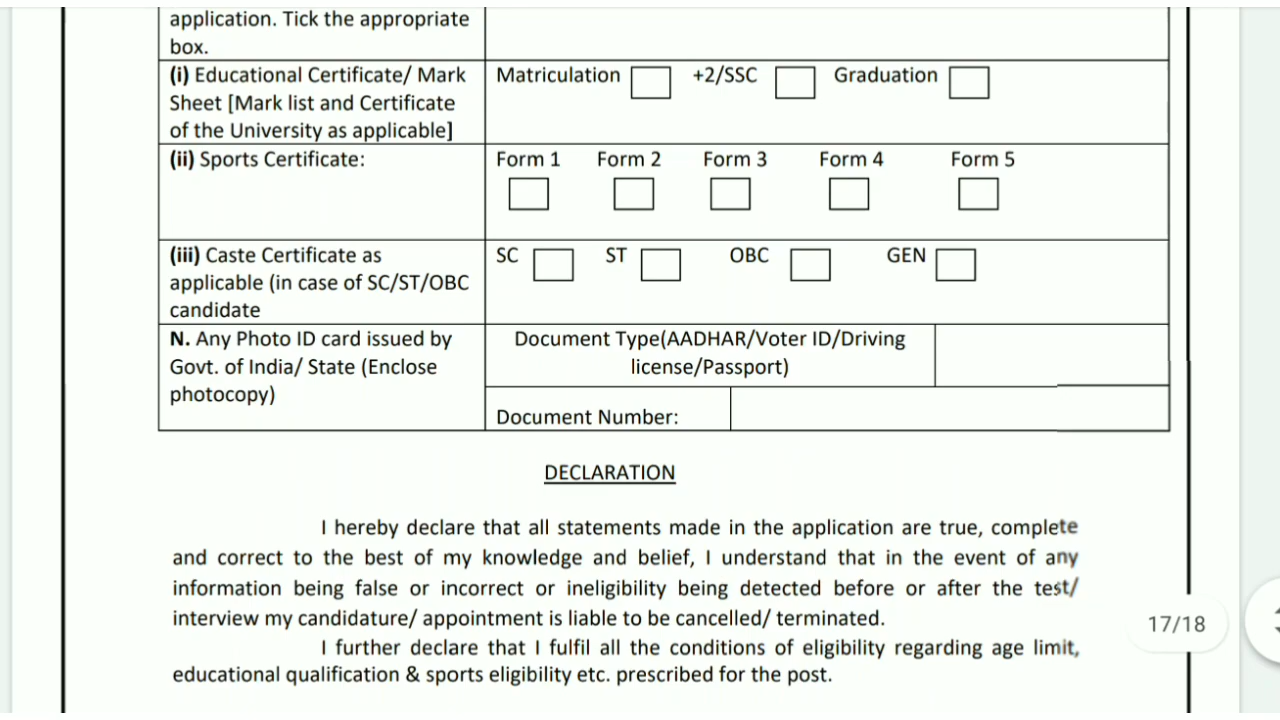 application. Tick the appropriate
box.
(i) Educational Certificate/ Mark
Sheet [Mark list and Certificate
of the University as applicable]
Matriculation +2/SSC Graduation
(ii) Sports Certificate:
Form 1 Form 2 Form 3 Form 4 Form 5
(iii) Caste Certificate as
applicable (in case of SC/ST/OBC
candidate
SC ST OBC GEN
N. Any Photo ID card issued by
Govt. of India/ State (Enclose
photocopy)
Document Type(AADHAR/Voter ID/Driving
license/Passport)
Document Number:
DECLARATION
I hereby declare that all statements made in the application are true, complete
and correct to the best of my knowledge and belief, I understand that in the event of any
information being false or incorrect or ineligibility being detected before or after the test/
interview my candidature/ appointment is liable to be cancelled/ terminated.
I further declare that I fulfil all the conditions of eligibility regarding age limit,
educational qualification & sports eligibility etc. prescribed for the post.
17/18